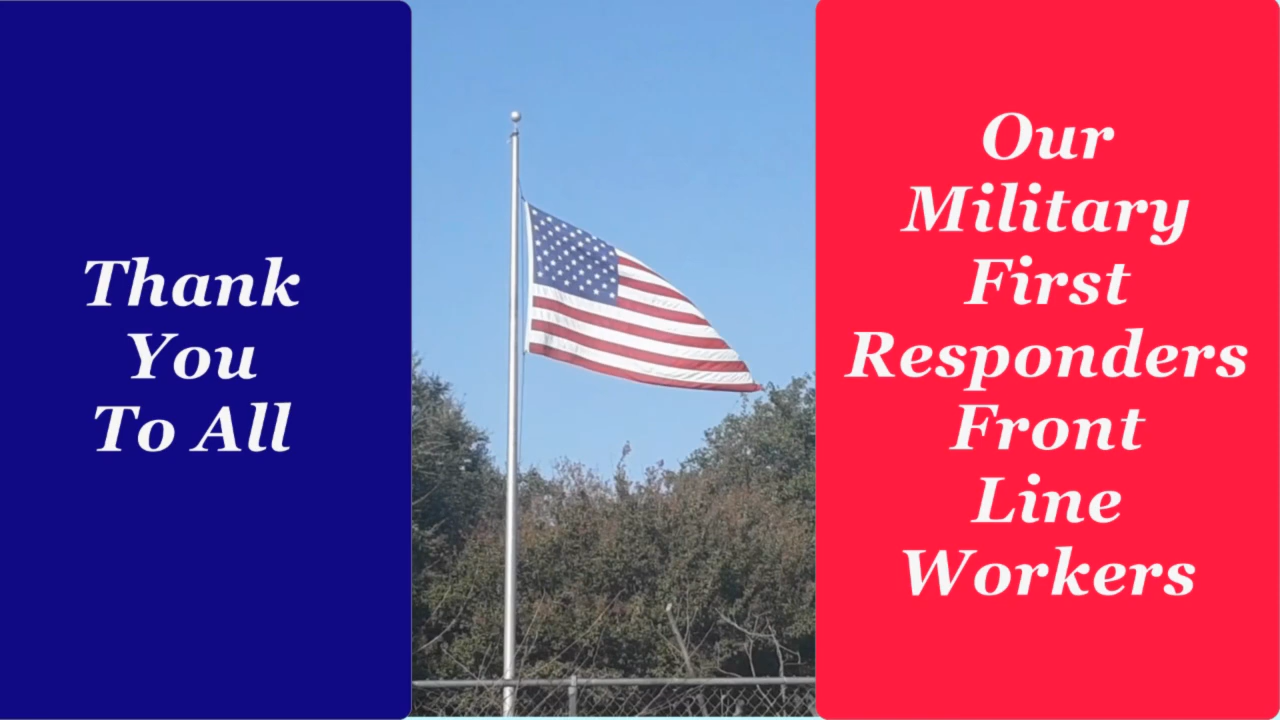 Thank
You
To All
Our
Military
First
Responders
Front
Line
Workers